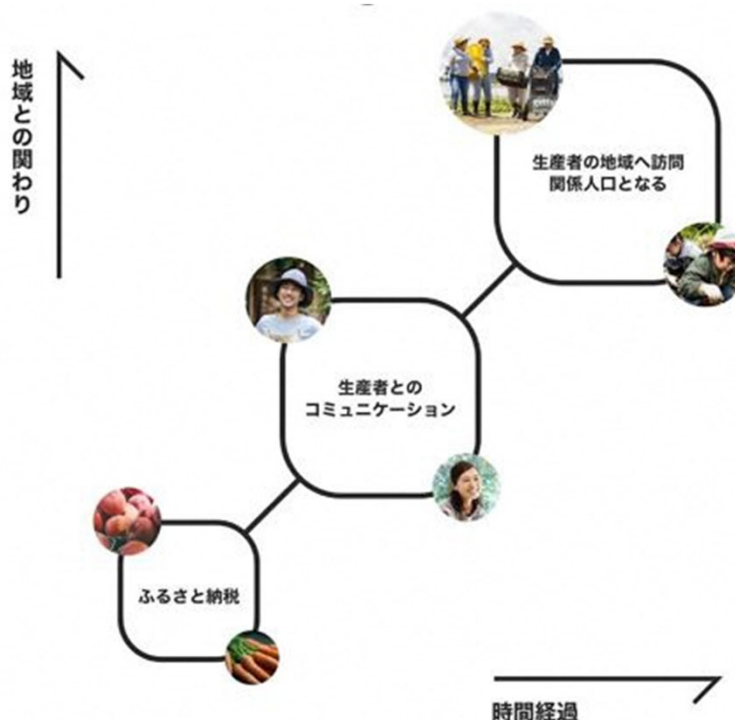 地域との関わり
生産者の地域へ訪問
関係人口となる
生産者との
コミュニケーション
ふるさと納税
時間経過